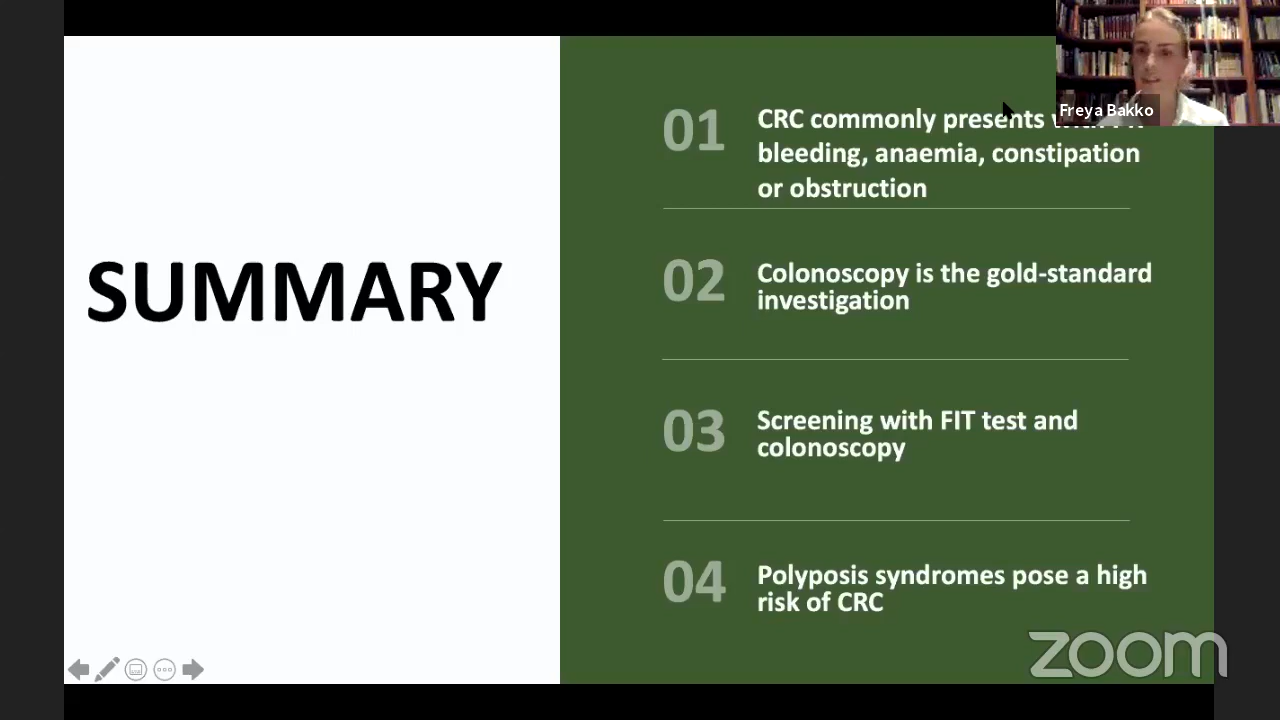 Freya Bakko
SUMMARY
01
CRC commonly presents
bleeding, anaemia, constipation
or obstruction
02
Colonoscopy is the gold-standard
investigation
03
Screening with FIT test and
colonoscopy
04
Polyposis syndromes pose a high
risk of CRC
zoom